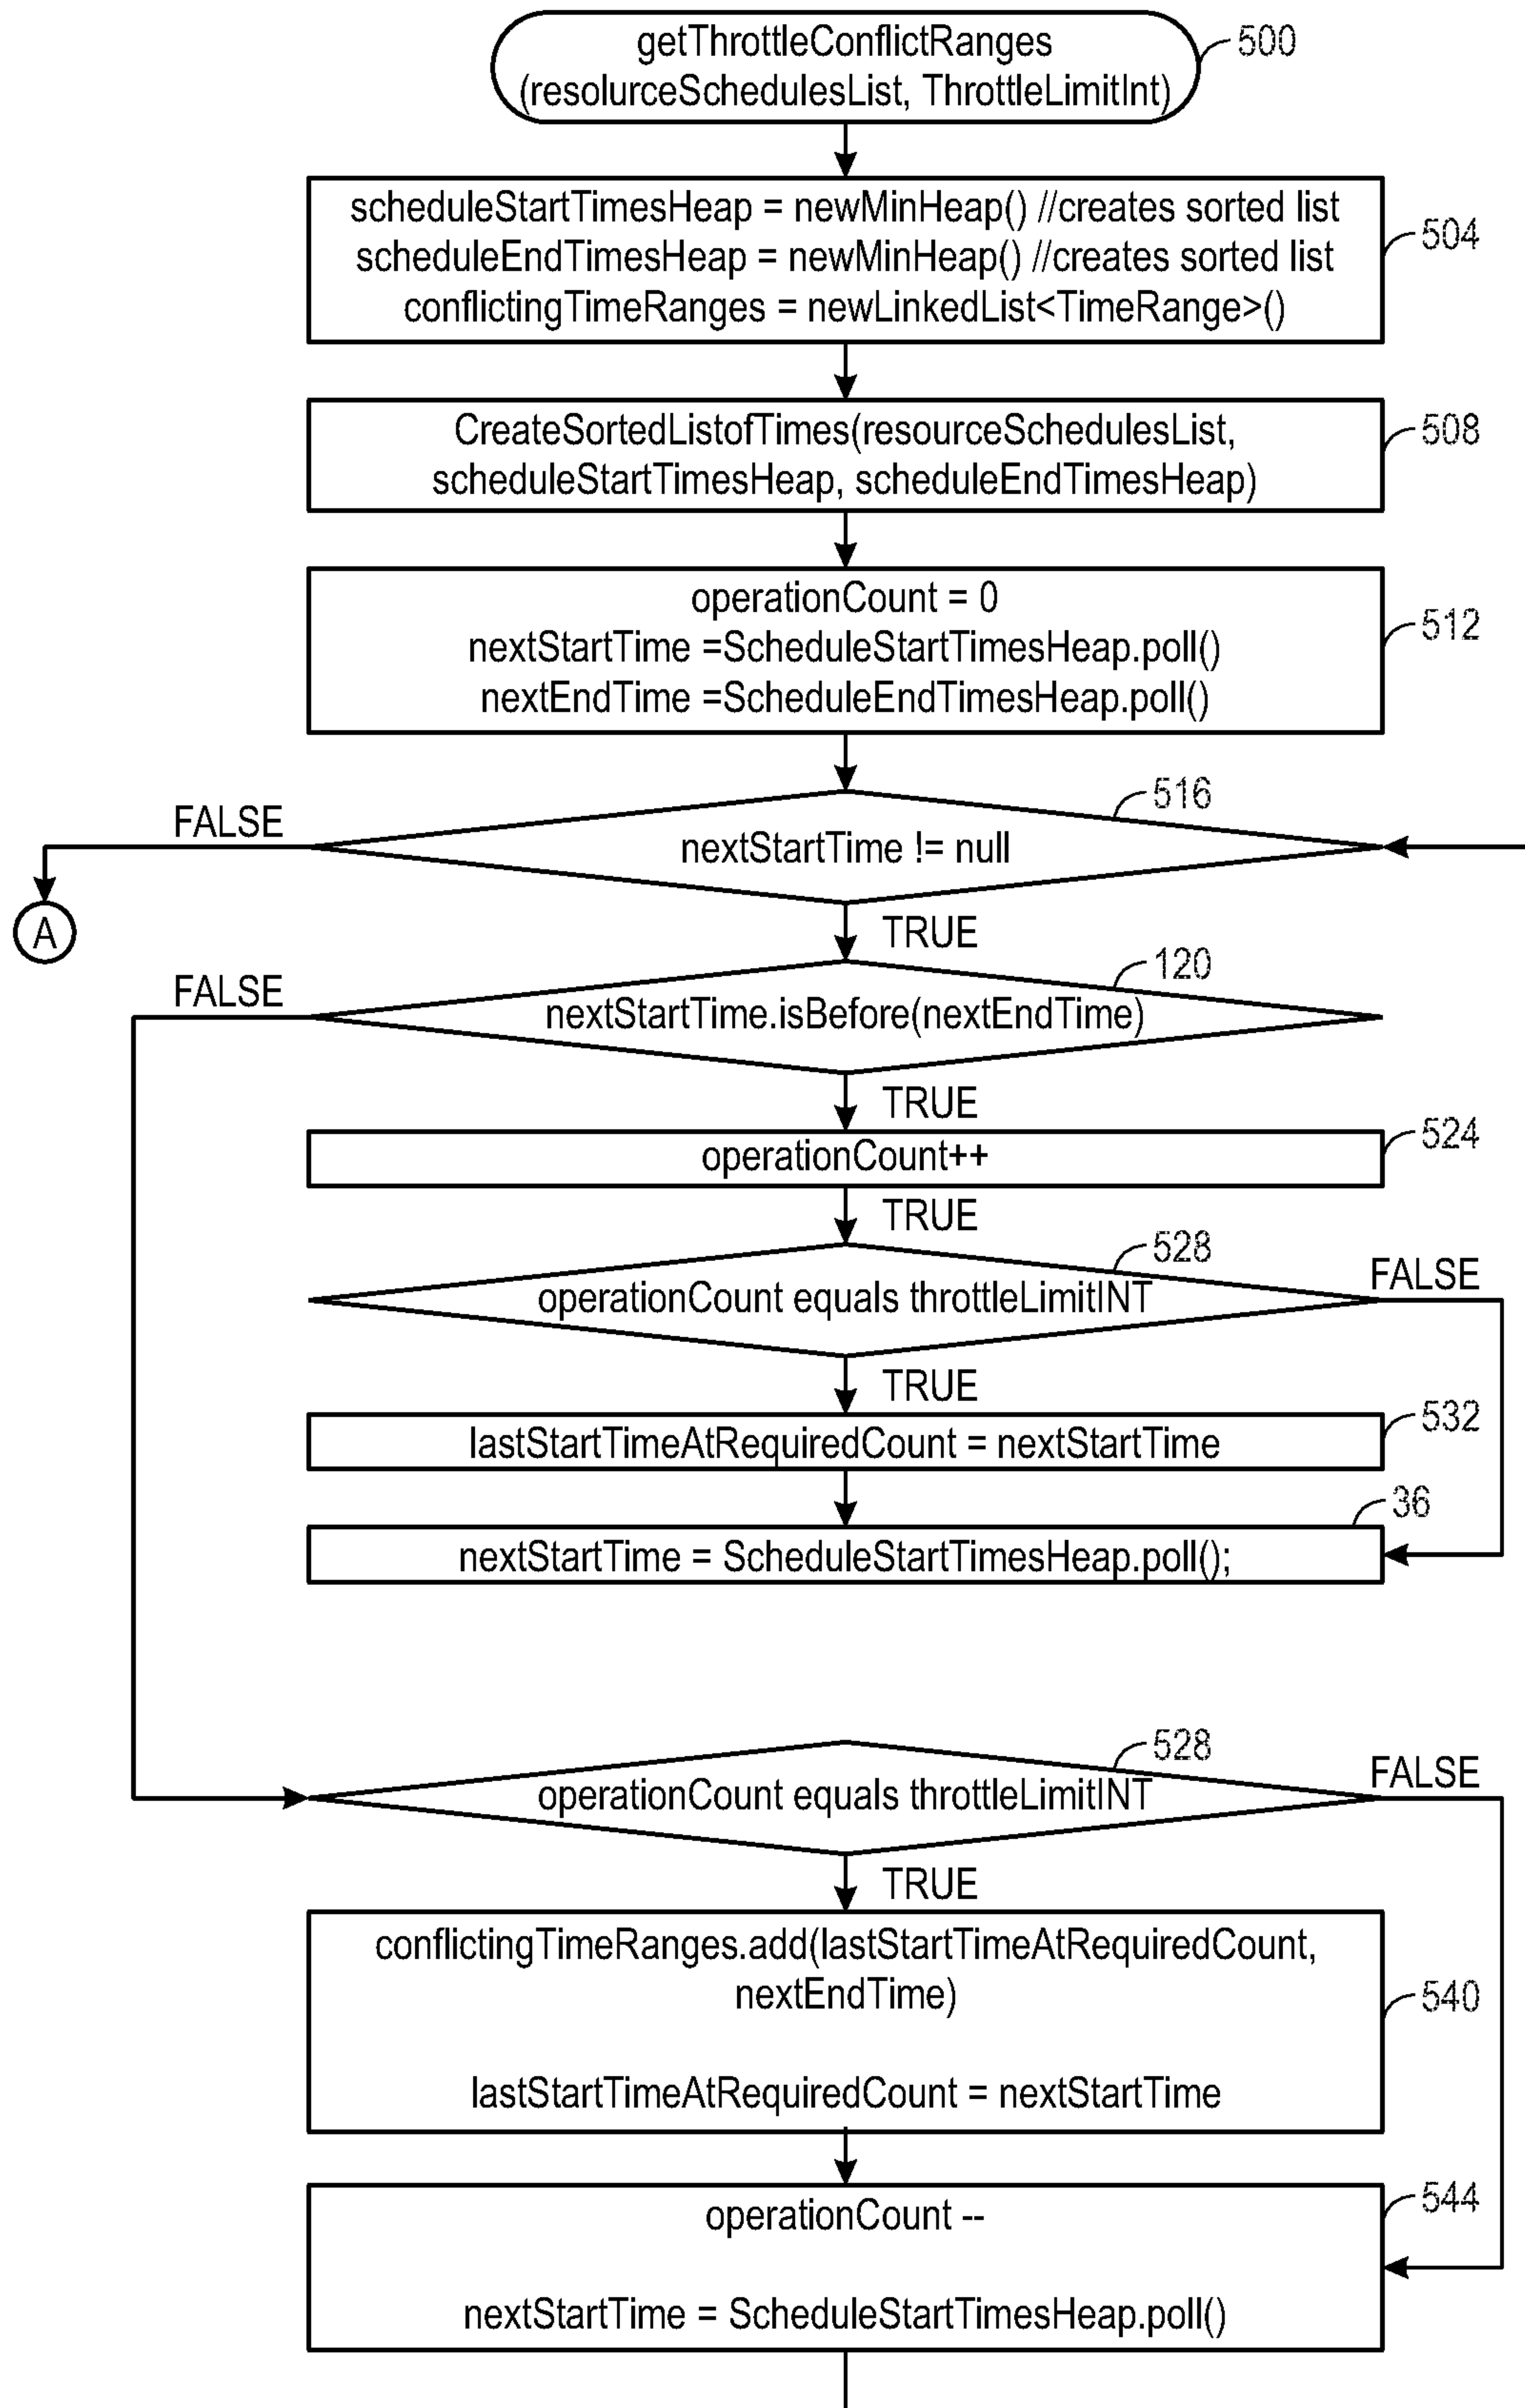 getThrottleConflictRanges
(resolurceSchedulesList, ThrottleLimitInt)
500
scheduleStartTimesHeap = newMinHeap() //creates sorted list
scheduleEndTimesHeap = newMinHeap() //creates sorted list
conflictingTimeRanges = newLinkedList<TimeRange>()
504
CreateSortedListofTimes(resourceSchedulesList,
scheduleStartTimesHeap, scheduleEndTimesHeap)
508
operationCount = 0
nextStartTime =ScheduleStartTimesHeap.poll()
nextEndTime =ScheduleEndTimesHeap.poll()
512
516
FALSE
nextStartTime != null
A
TRUE
120
FALSE
nextStartTime.isBefore(nextEndTime)
TRUE
operationCount++
524
TRUE
528
FALSE
operationCount equals throttleLimitINT
TRUE
lastStartTimeAtRequiredCount = nextStartTime
532
36
nextStartTime = ScheduleStartTimesHeap.poll();
528
FALSE
operationCount equals throttleLimitINT
TRUE
conflictingTimeRanges.add(lastStartTimeAtRequiredCount,
nextEndTime)
540
lastStartTimeAtRequiredCount = nextStartTime
operationCount --
544
nextStartTime = ScheduleStartTimesHeap.poll()